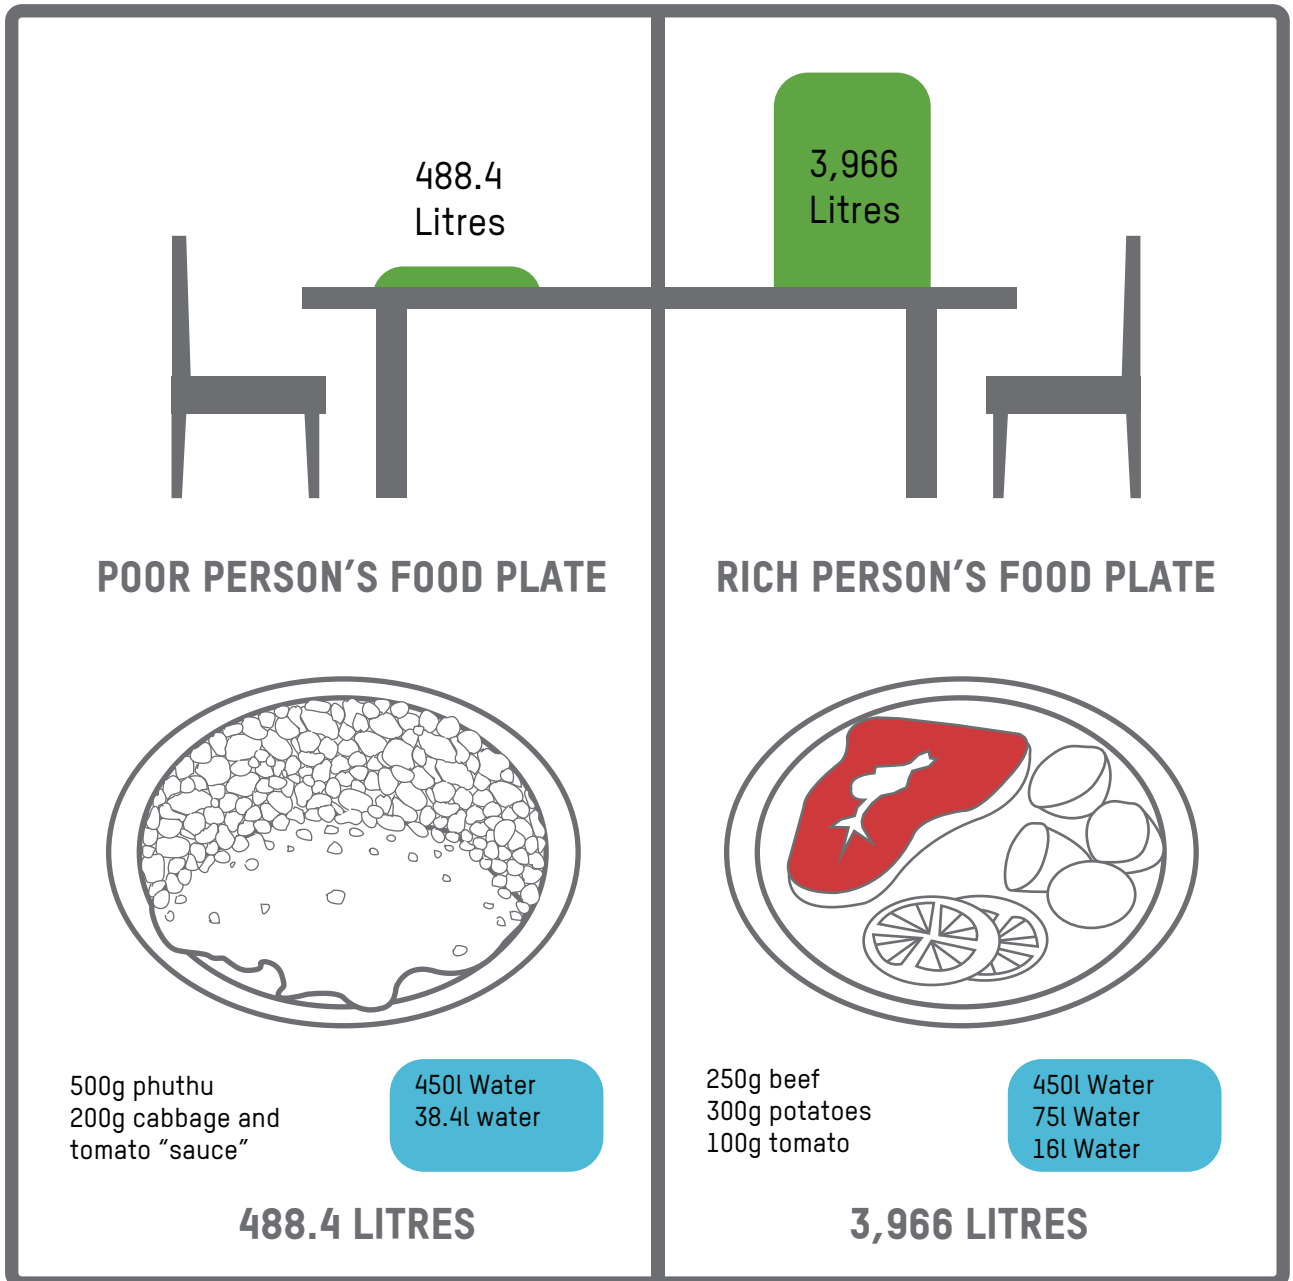 488.4
Litres
3,966
Litres
POOR PERSON’S FOOD PLATE
RICH PERSON’S FOOD PLATE
500g phuthu
200g cabbage and
tomato “sauce”
450l Water
38.4l water
250g beef
300g potatoes
100g tomato
450l Water
75l Water
16l Water
488.4 LITRES
3,966 LITRES